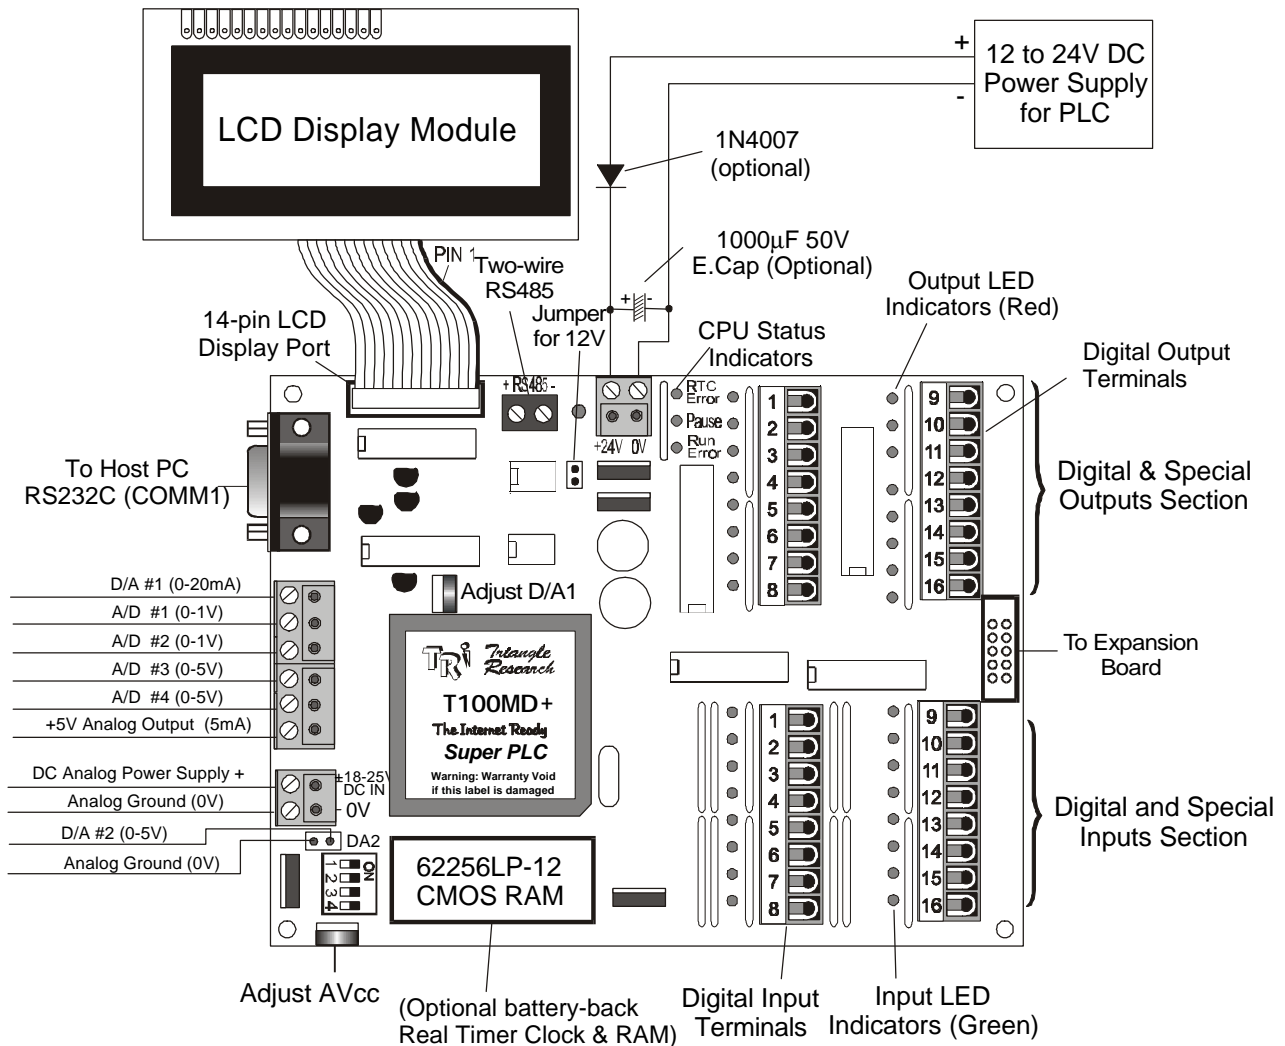 LCD Display Module
+
-
12 to 24V DC
Power Supply
for PLC
1N4007
(optional)
1000μF 50V
E.Cap (Optional)
+ -
PIN 1
Two-wire
RS485
Jumper
for 12V
14-pin LCD
Display Port
CPU Status
Indicators
Output LED
Indicators (Red)
Digital Output
Terminals
+ RS485 -
+24V 0V
RTC
Error
Pause
Run
Error
1
2
3
4
5
6
7
8
9
10
11
12
13
14
15
16
Digital & Special
Outputs Section
To Host PC
RS232C (COMM1)
Adjust D/A1
D/A #1 (0-20mA)
A/D #1 (0-1V)
A/D #2 (0-1V)
A/D #3 (0-5V)
A/D #4 (0-5V)
+5V Analog Output (5mA)
DC Analog Power Supply +
Analog Ground (0V)
D/A #2 (0-5V)
Analog Ground (0V)
±18-25V
DC IN
- 0V
DA2
ON
1
2
3
4
TRi Triangle
Research
T100MD+
The Internet Ready
Super PLC
Warning: Warranty Void
if this label is damaged
62256LP-12
CMOS RAM
To Expansion
Board
1
2
3
4
5
6
7
8
9
10
11
12
13
14
15
16
Digital and Special
Inputs Section
Adjust AVcc
(Optional battery-back
Real Timer Clock & RAM)
Digital Input
Terminals
Input LED
Indicators (Green)